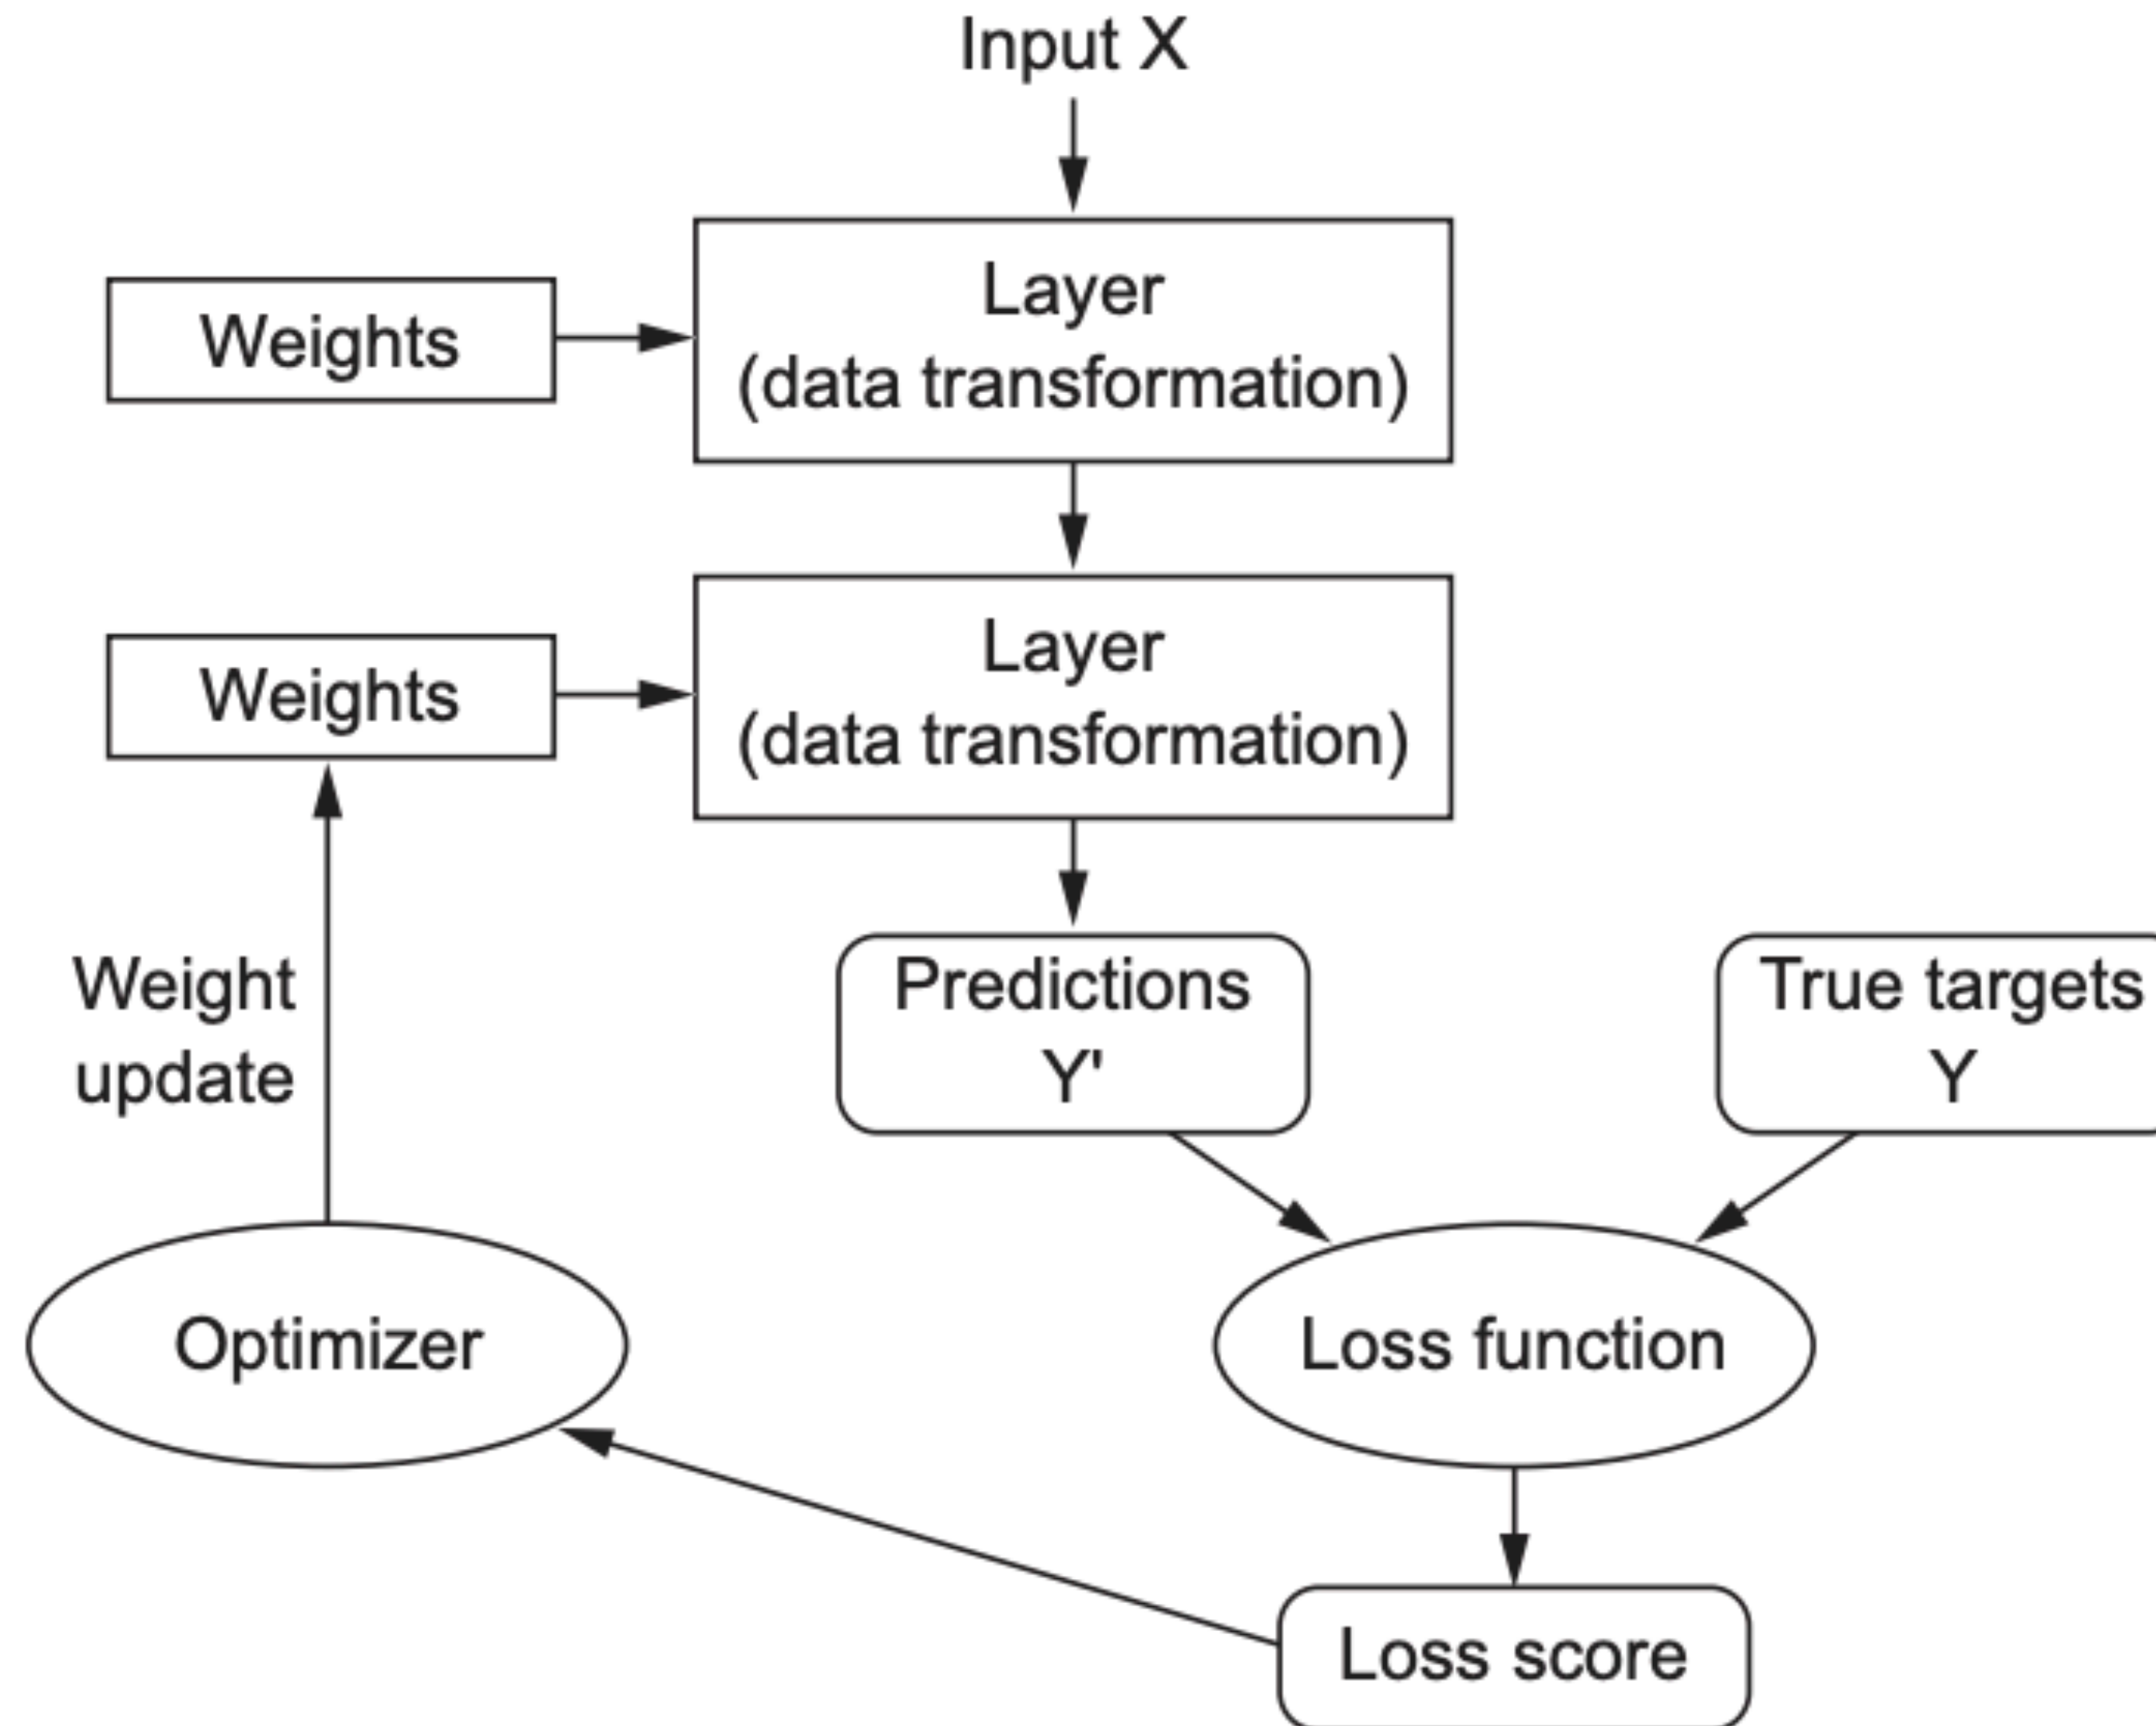 Input X
Weights
Layer
(data transformation)
Weights
Layer
(data transformation)
Weight
update
Predictions
Y'
True targets
Y
Optimizer
Loss function
Loss score